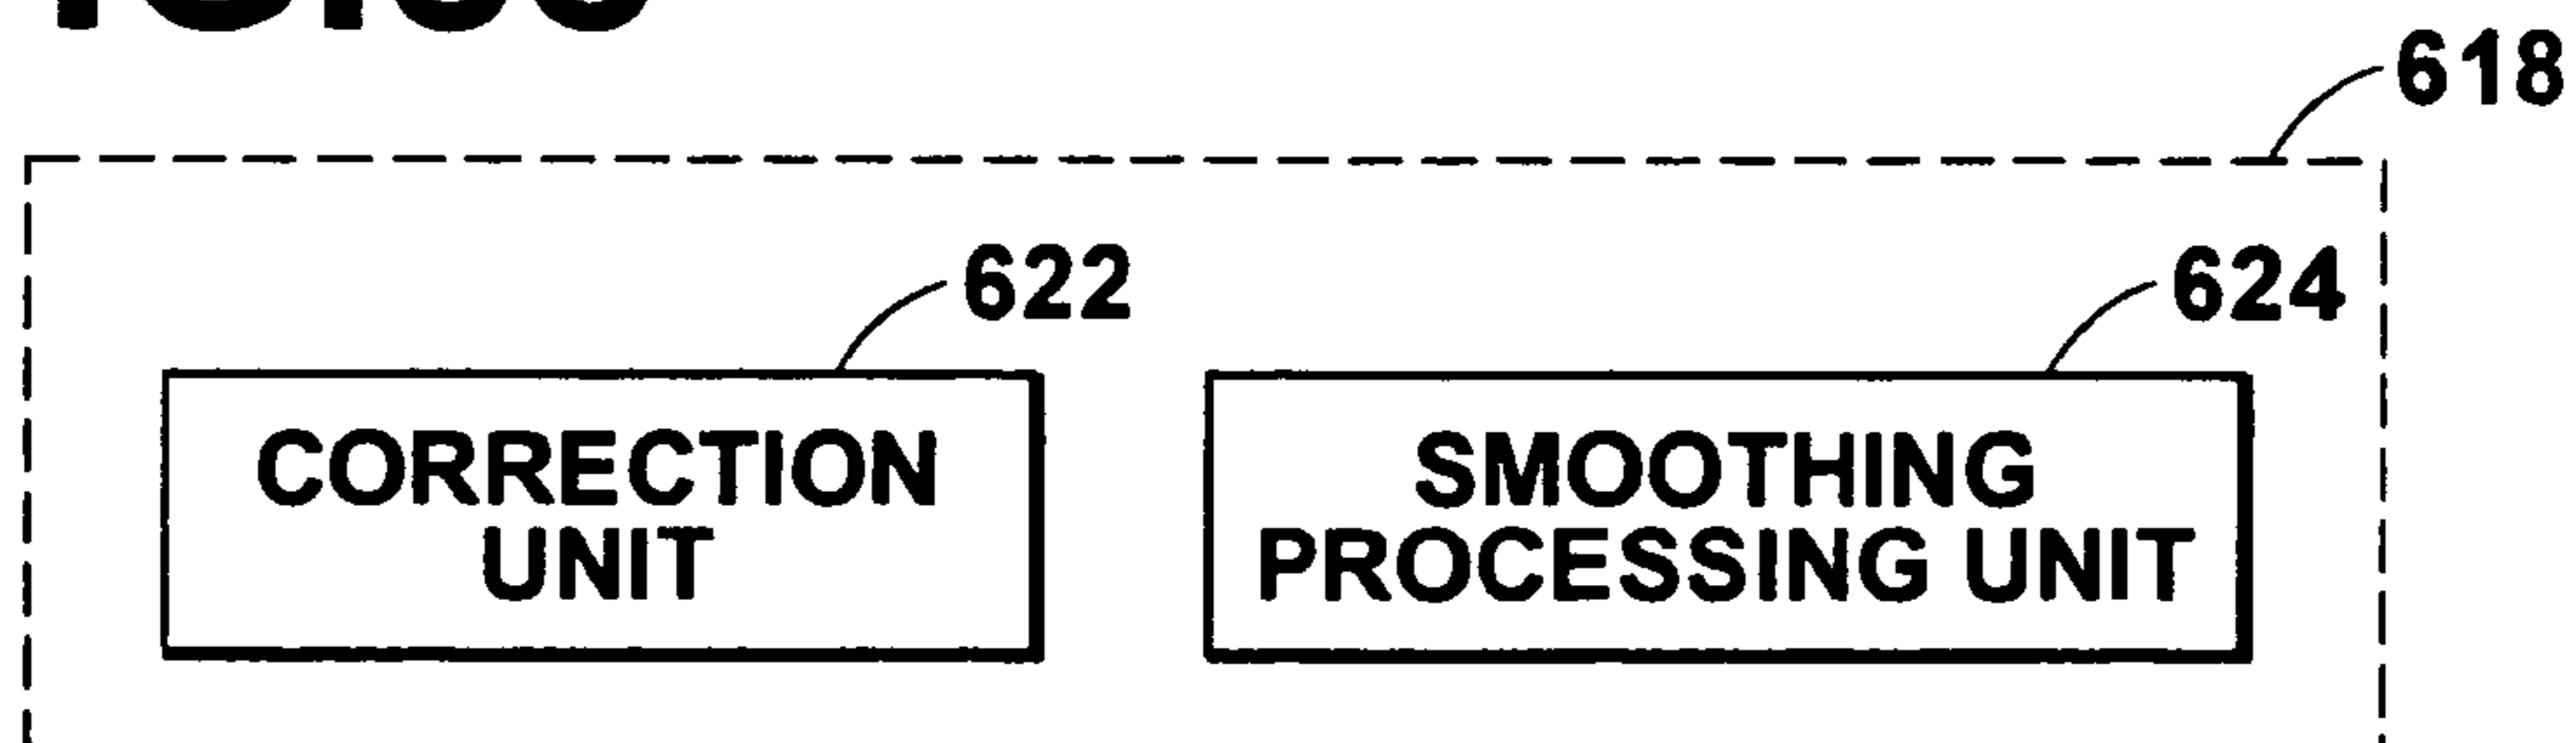 618
622
624
CORRECTION
UNIT
SMOOTHING
PROCESSING UNIT